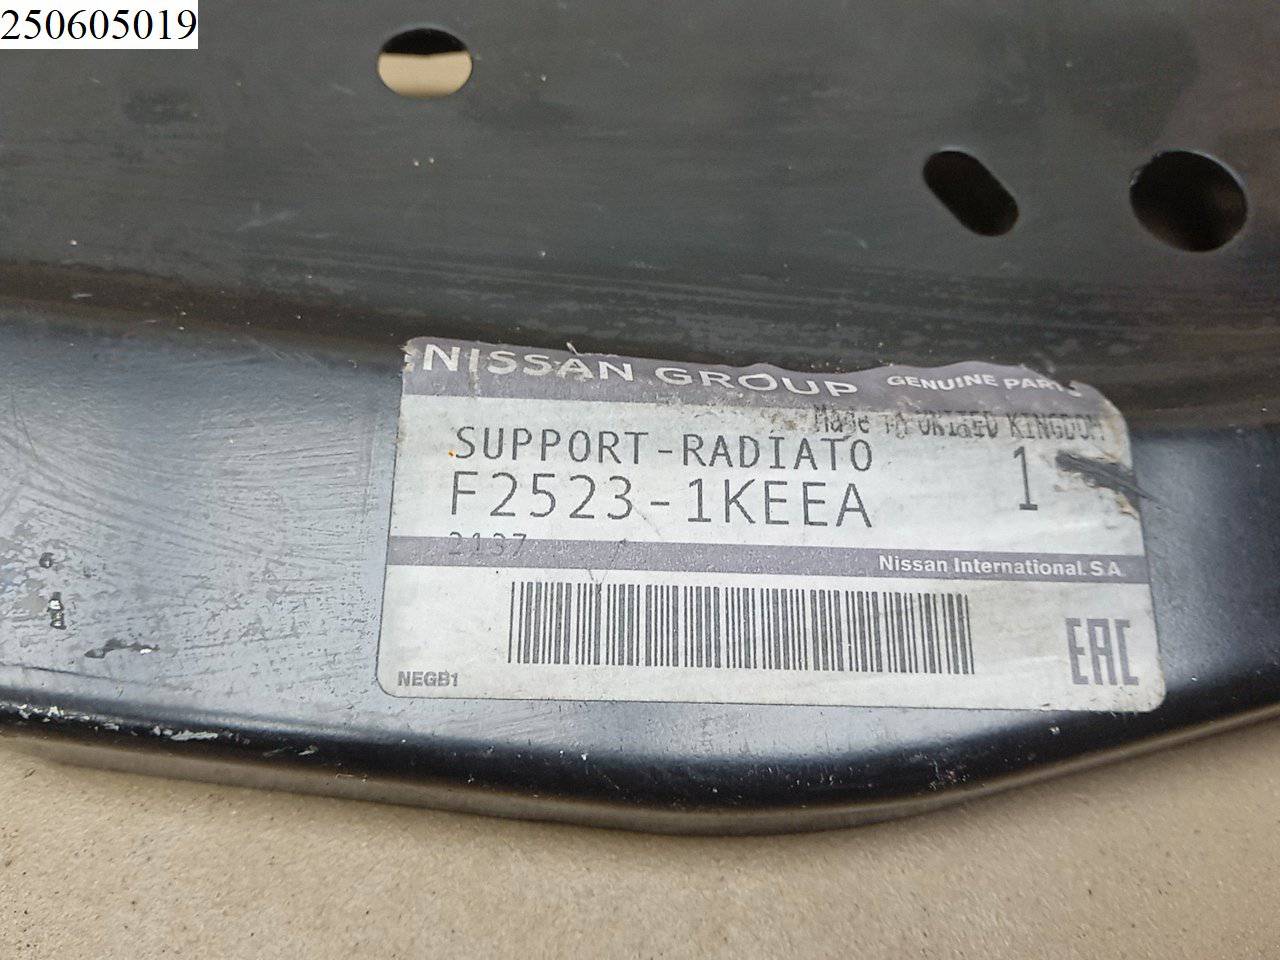 250605019
NISSAN GROUP GENUINE PARTS
Made in UNITED KINGDOM
SUPPORT-RADIATO
F2523-1KEEA 1
2137
Nissan International. S.A.
NEGB1
EAC